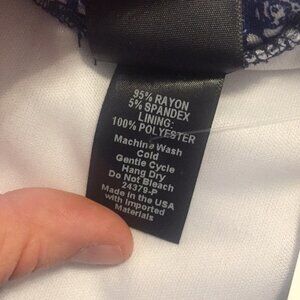 95% RAYON
5% SPANDEX
LINING:
100% POLYESTER
Machine Wash
Cold
Gentle Cycle
Hang Dry
Do Not Bleach
24379-P
Made in the USA
with Imported
Materials